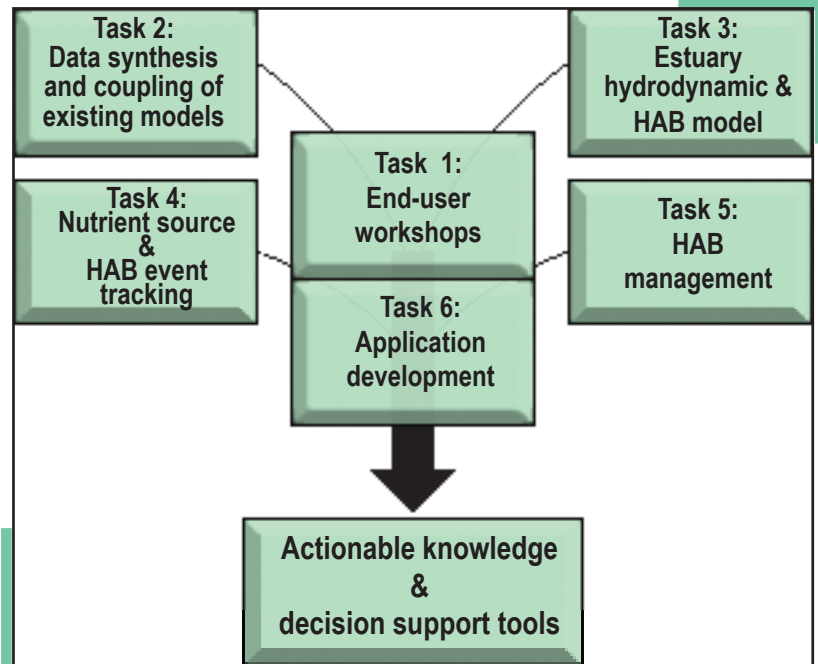 Task 2:
Data synthesis
and coupling of
existing models
Task 3:
Estuary
hydrodynamic &
HAB model
Task 1:
End-user
workshops
Task 4:
Nutrient source
&
HAB event
tracking
Task 5:
HAB
management
Task 6:
Application
development
Actionable knowledge
&
decision support tools